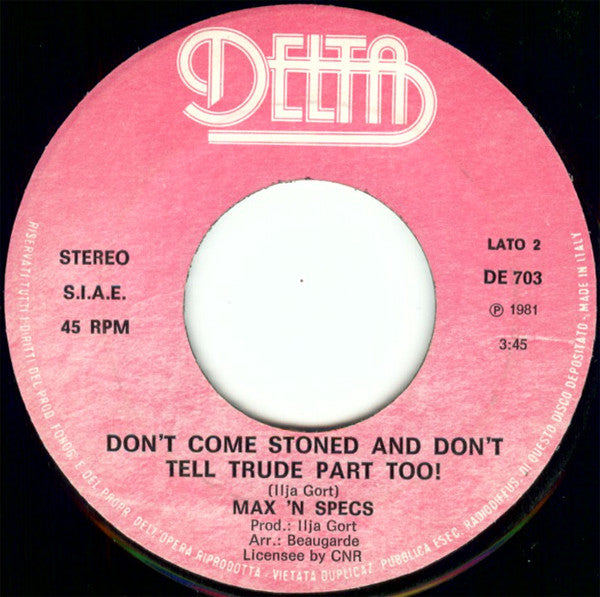 DELTA
STEREO
S.I.A.E.
45 RPM
LATO 2
DE 703
Ⓟ 1981
3:45
DON'T COME STONED AND DON'T
TELL TRUDE PART TOO!
(Ilja Gort)
MAX 'N SPECS
Prod.: Ilja Gort
Arr.: Beaugarde
Licensee by CNR
RISERVATI TUTTI I DIRITTI DEL PROD. FONOG. E DEL PROPR. DELL'OPERA RIPRODOTTA - VIETATA DUPLICAZ. PUBBLICA ESEC. RADIODIFFUS. DI QUESTO DISCO DEPOSITATO - MADE IN ITALY